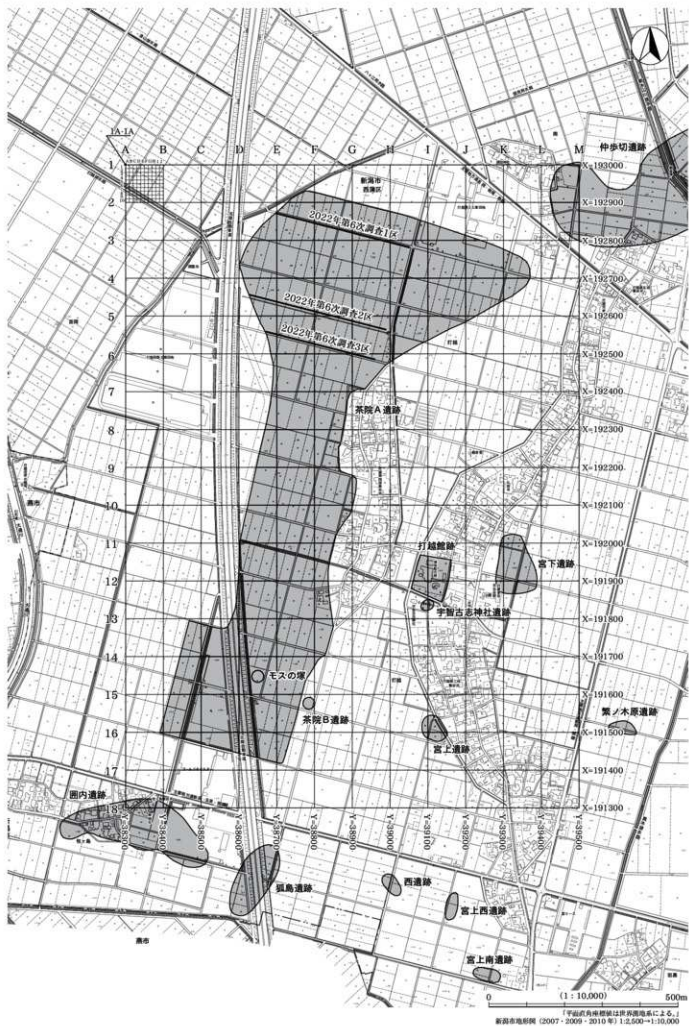 1A-1A
A B C D E F G H I J K L M
仲歩切遺跡
1 X=193000
2 X=192900
3 X=192800
4 X=192700
5 X=192600
6 X=192500
7 X=192400
8 X=192300
9 X=192200
10 X=192100
11 X=192000
12 X=191900
13 X=191800
14 X=191700
15 X=191600
16 X=191500
17 X=191400
18 X=191300
新潟市
西蒲区
2022年第6次調査1区
2022年第6次調査2区
2022年第6次調査3区
打越
茶院A遺跡
燕市
打越館跡
宮下遺跡
宇智古志神社遺跡
モスの塚
打越
茶院B遺跡
宮上遺跡
繁ノ木原遺跡
囲内遺跡
Y=38300 Y=38400 Y=38500 Y=38600 Y=38700 Y=38800 Y=38900 Y=39000 Y=39100 Y=39200 Y=39300 Y=39400 Y=39500
狐島遺跡
西遺跡
宮上西遺跡
宮上南遺跡
燕市
0 (1:10,000) 500m
「平面直角座標値は世界測地系による。」
新潟市地形図(2007・2009・2010年)1:2,500→1:10,000